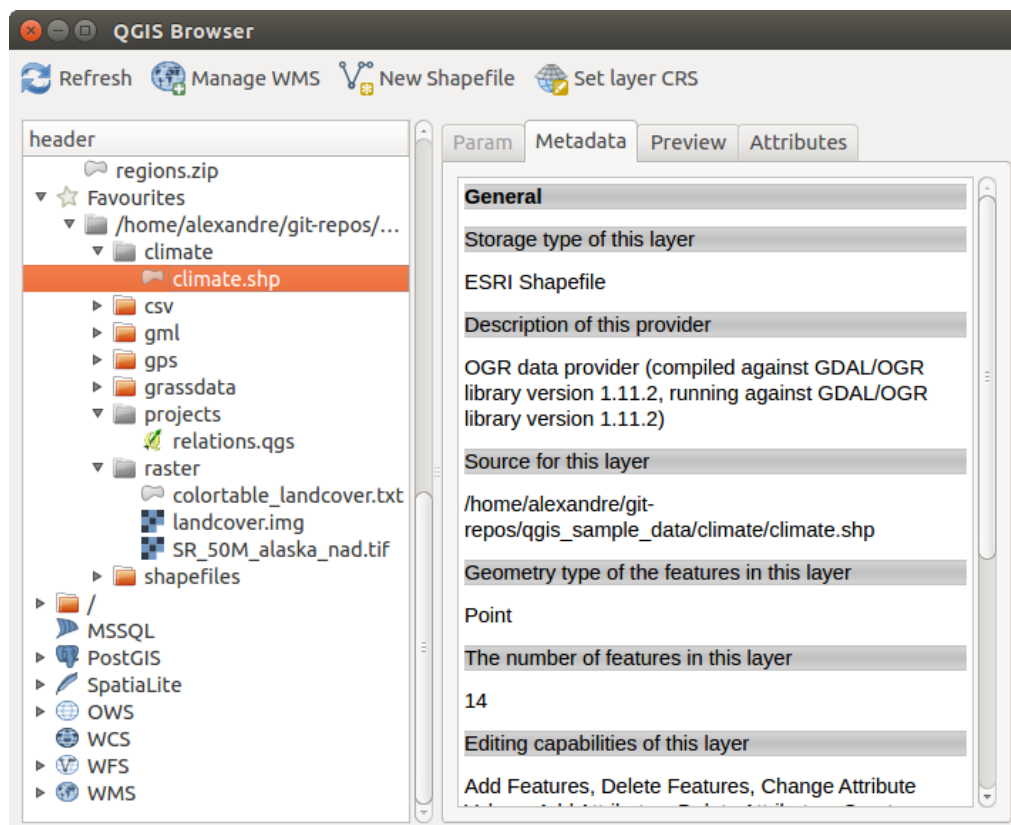 QGIS Browser
Refresh Manage WMS New Shapefile Set layer CRS
header
regions.zip
Favourites
/home/alexandre/git-repos/...
climate
climate.shp
csv
gml
gps
grassdata
projects
relations.qgs
raster
colortable_landcover.txt
landcover.img
SR_50M_alaska_nad.tif
shapefiles
/
MSSQL
PostGIS
SpatiaLite
OWS
WCS
WFS
WMS
Param Metadata Preview Attributes
General
Storage type of this layer
ESRI Shapefile
Description of this provider
OGR data provider (compiled against GDAL/OGR
library version 1.11.2, running against GDAL/OGR
library version 1.11.2)
Source for this layer
/home/alexandre/git-
repos/qgis_sample_data/climate/climate.shp
Geometry type of the features in this layer
Point
The number of features in this layer
14
Editing capabilities of this layer
Add Features, Delete Features, Change Attribute